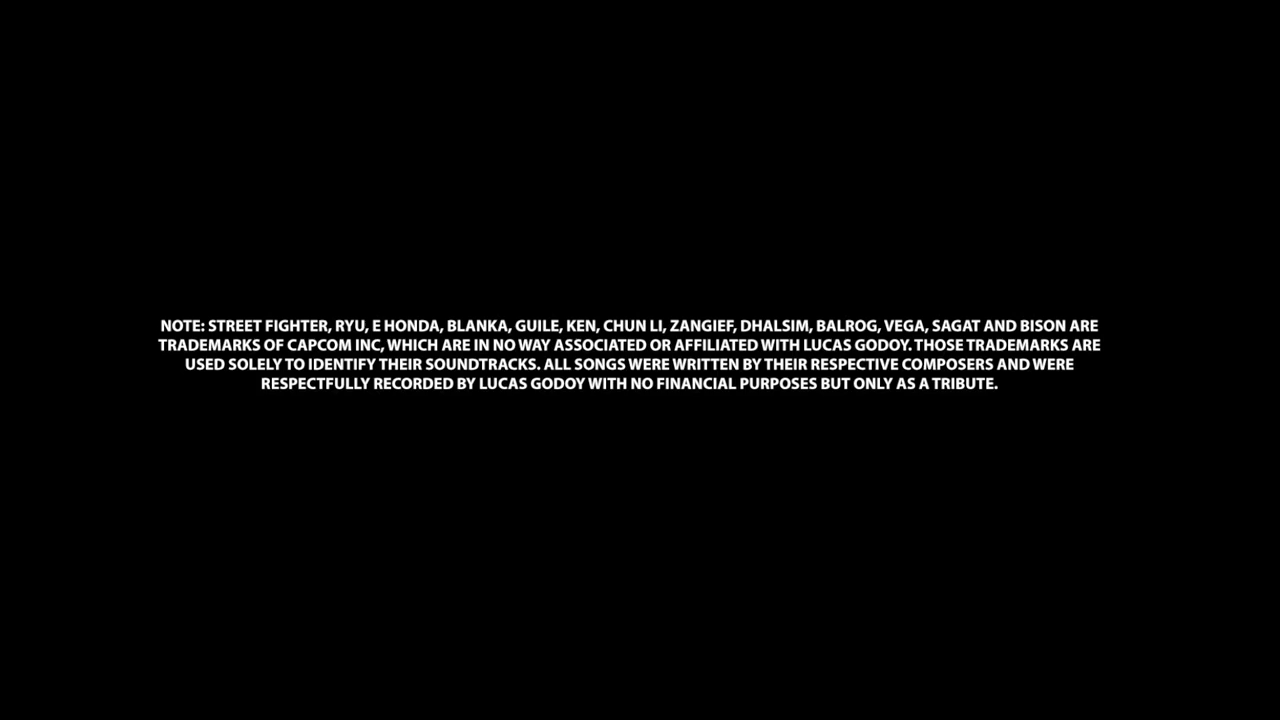 NOTE: STREET FIGHTER, RYU, E HONDA, BLANKA, GUILE, KEN, CHUN LI, ZANGIEF, DHALSIM, BALROG, VEGA, SAGAT AND BISON ARE
TRADEMARKS OF CAPCOM INC, WHICH ARE IN NO WAY ASSOCIATED OR AFFILIATED WITH LUCAS GODOY. THOSE TRADEMARKS ARE
USED SOLELY TO IDENTIFY THEIR SOUNDTRACKS. ALL SONGS WERE WRITTEN BY THEIR RESPECTIVE COMPOSERS AND WERE
RESPECTFULLY RECORDED BY LUCAS GODOY WITH NO FINANCIAL PURPOSES BUT ONLY AS A TRIBUTE.